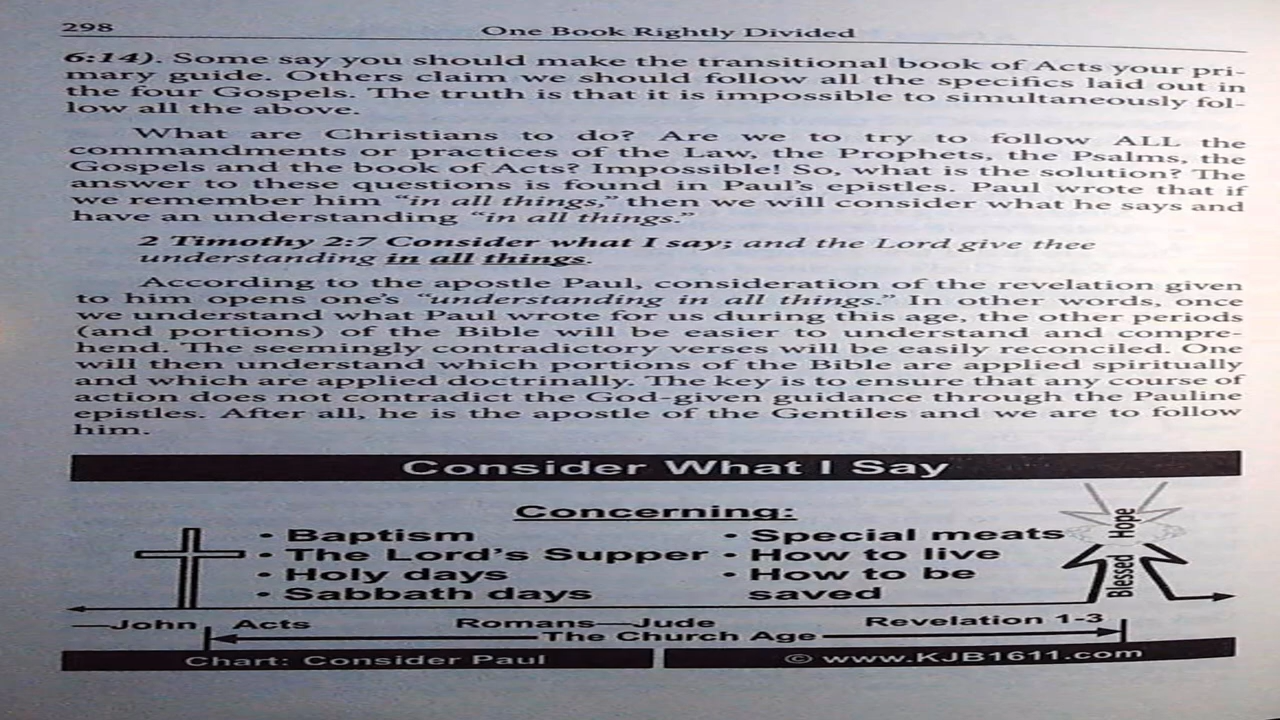 298
One Book Rightly Divided
6:14). Some say you should make the transitional book of Acts your pri-
mary guide. Others claim we should follow all the specifics laid out in
the four Gospels. The truth is that it is impossible to simultaneously fol-
low all the above.
What are Christians to do? Are we to try to follow ALL the
commandments or practices of the Law, the Prophets, the Psalms, the
Gospels and the book of Acts? Impossible! So, what is the solution? The
answer to these questions is found in Paul's epistles. Paul wrote that if
we remember him "in all things," then we will consider what he says and
have an understanding "in all things."
2 Timothy 2:7 Consider what I say; and the Lord give thee
understanding in all things.
According to the apostle Paul, consideration of the revelation given
to him opens one's "understanding in all things." In other words, once
we understand what Paul wrote for us during this age, the other periods
(and portions) of the Bible will be easier to understand and compre-
hend. The seemingly contradictory verses will be easily reconciled. One
will then understand which portions of the Bible are applied spiritually
and which are applied doctrinally. The key is to ensure that any course of
action does not contradict the God-given guidance through the Pauline
epistles. After all, he is the apostle of the Gentiles and we are to follow
him.
Consider What I Say
Concerning:
• Baptism
• The Lord's Supper
• Holy days
• Sabbath days
• Special meats
• How to live
• How to be
saved
Blessed Hope
—John Acts Romans—Jude Revelation 1-3
The Church Age
Chart: Consider Paul
© www.KJB1611.com